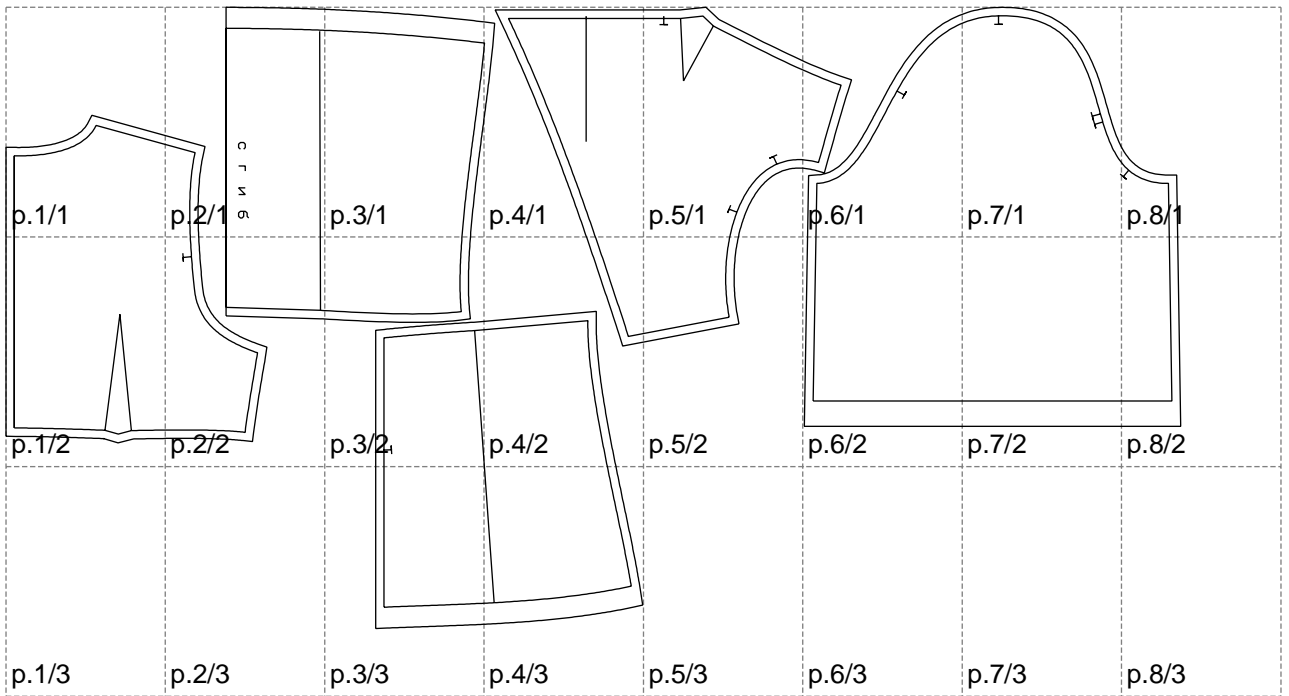 СГИБ
p.1/1 p.2/1 p.3/1 p.4/1 p.5/1 p.6/1 p.7/1 p.8/1
p.1/2 p.2/2 p.3/2 p.4/2 p.5/2 p.6/2 p.7/2 p.8/2
p.1/3 p.2/3 p.3/3 p.4/3 p.5/3 p.6/3 p.7/3 p.8/3